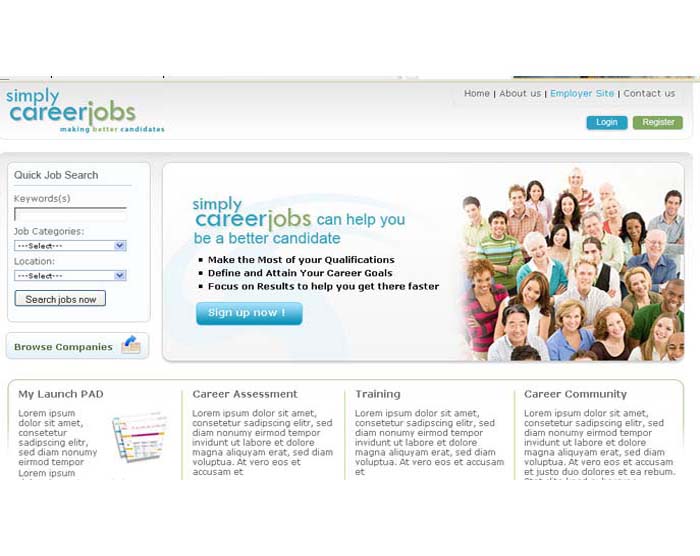 simply
careerjobs
making better candidates
Home | About us | Employer Site | Contact us
Login Register
Quick Job Search
Keywords(s)
Job Categories:
---Select---
Location:
---Select---
Search jobs now
Browse Companies
simply
careerjobs can help you
be a better candidate
Make the Most of your Qualifications
Define and Attain Your Career Goals
Focus on Results to help you get there faster
Sign up now !
My Launch PAD
Lorem ipsum
dolor sit amet,
consetetur
sadipscing elitr,
sed diam nonumy
eirmod tempor
Lorem ipsum
Career Assessment
Lorem ipsum dolor sit amet,
consetetur sadipscing elitr, sed
diam nonumy eirmod tempor
invidunt ut labore et dolore
magna aliquyam erat, sed diam
voluptua. At vero eos et
accusam et
Training
Lorem ipsum dolor sit amet,
consetetur sadipscing elitr, sed
diam nonumy eirmod tempor
invidunt ut labore et dolore
magna aliquyam erat, sed diam
voluptua. At vero eos et accusam
et
Career Community
Lorem ipsum dolor sit amet,
consetetur sadipscing elitr, sed
diam nonumy eirmod tempor
invidunt ut labore et dolore
magna aliquyam erat, sed diam
voluptua. At vero eos et accusam
et justo duo dolores et ea rebum.